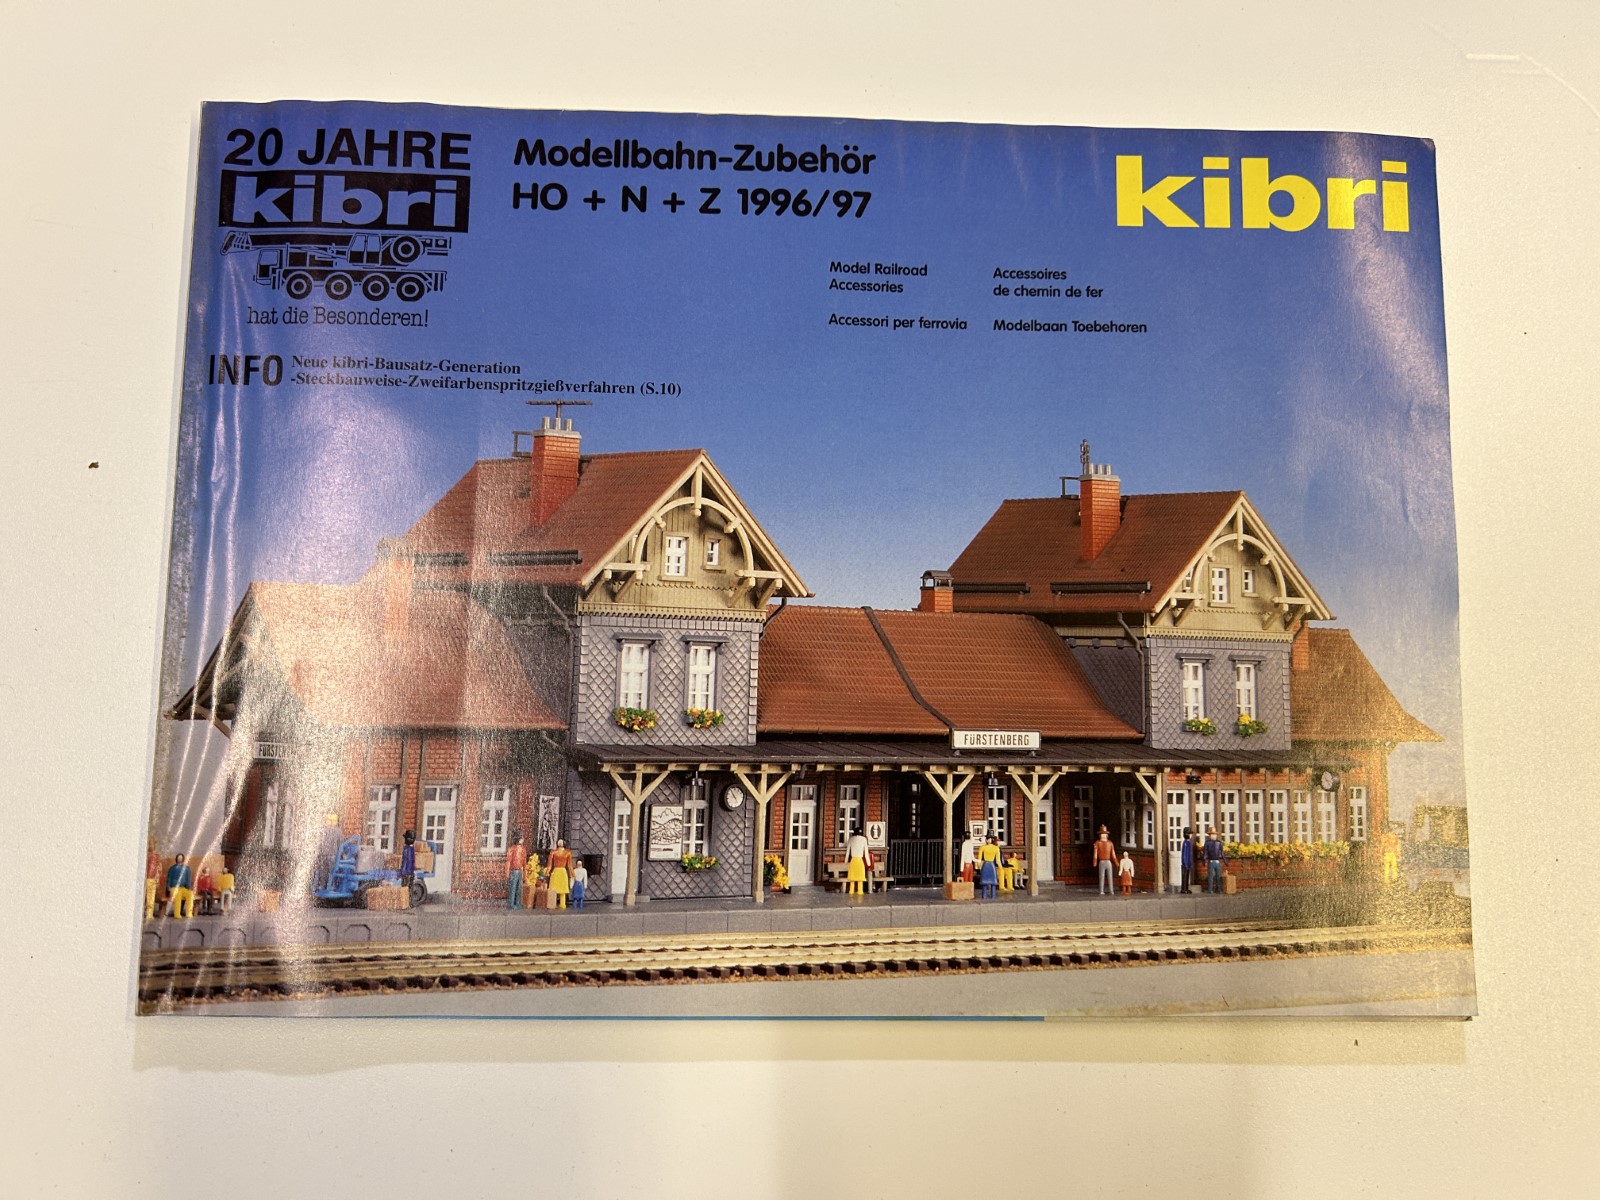 20 JAHRE
kibri
hat die Besonderen!
Modellbahn-Zubehör
HO + N + Z 1996/97
kibri
Model Railroad
Accessories
Accessoires
de chemin de fer
Accessori per ferrovia
Modelbaan Toebehoren
INFO
Neue kibri-Bausatz-Generation
-Steckbauweise-Zweifarbenspritzgießverfahren (S.10)
FÜRSTENBERG